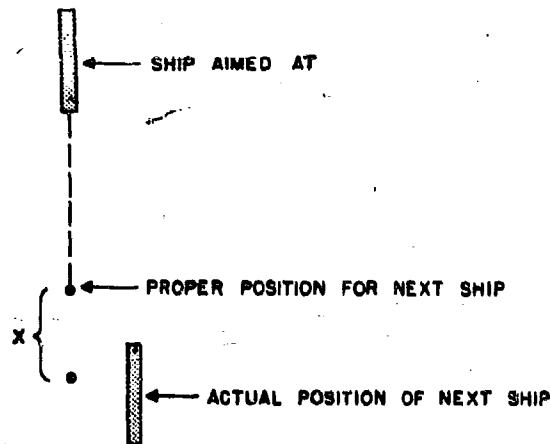 SHIP AIMED AT
PROPER POSITION FOR NEXT SHIP
X
ACTUAL POSITION OF NEXT SHIP